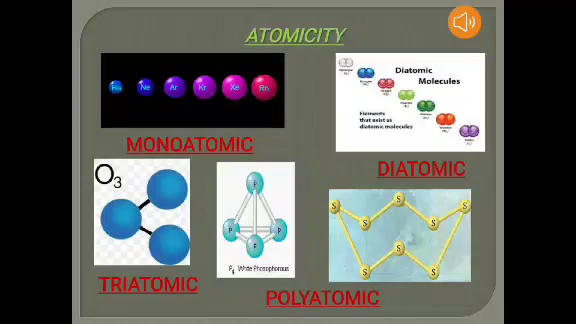 ATOMICITY
He Ne Ar Kr Xe Rn
MONOATOMIC
Diatomic
Molecules
Elements
that exist as
diatomic molecules
DIATOMIC
O3
TRIATOMIC
P
P P
P
P4 White Phosphorous
S S S
S S
S
S S
POLYATOMIC